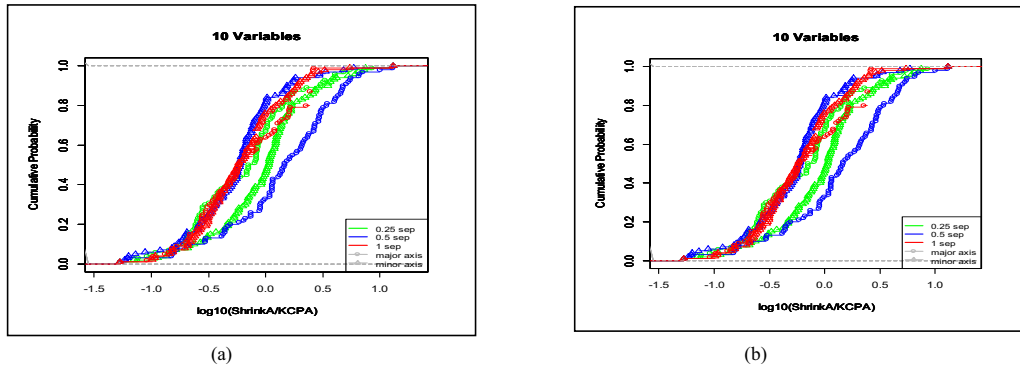 10 Variables
Cumulative Probability
1.0
0.8
0.6
0.4
0.2
0.0
0.25 sep
0.5 sep
1 sep
major axis
minor axis
-1.5 -1.0 -0.5 0.0 0.5 1.0
log10(ShrinkA/KCPA)
(a)
10 Variables
Cumulative Probability
1.0
0.8
0.6
0.4
0.2
0.0
0.25 sep
0.5 sep
1 sep
major axis
minor axis
-1.5 -1.0 -0.5 0.0 0.5 1.0
log10(ShrinkA/KCPA)
(b)